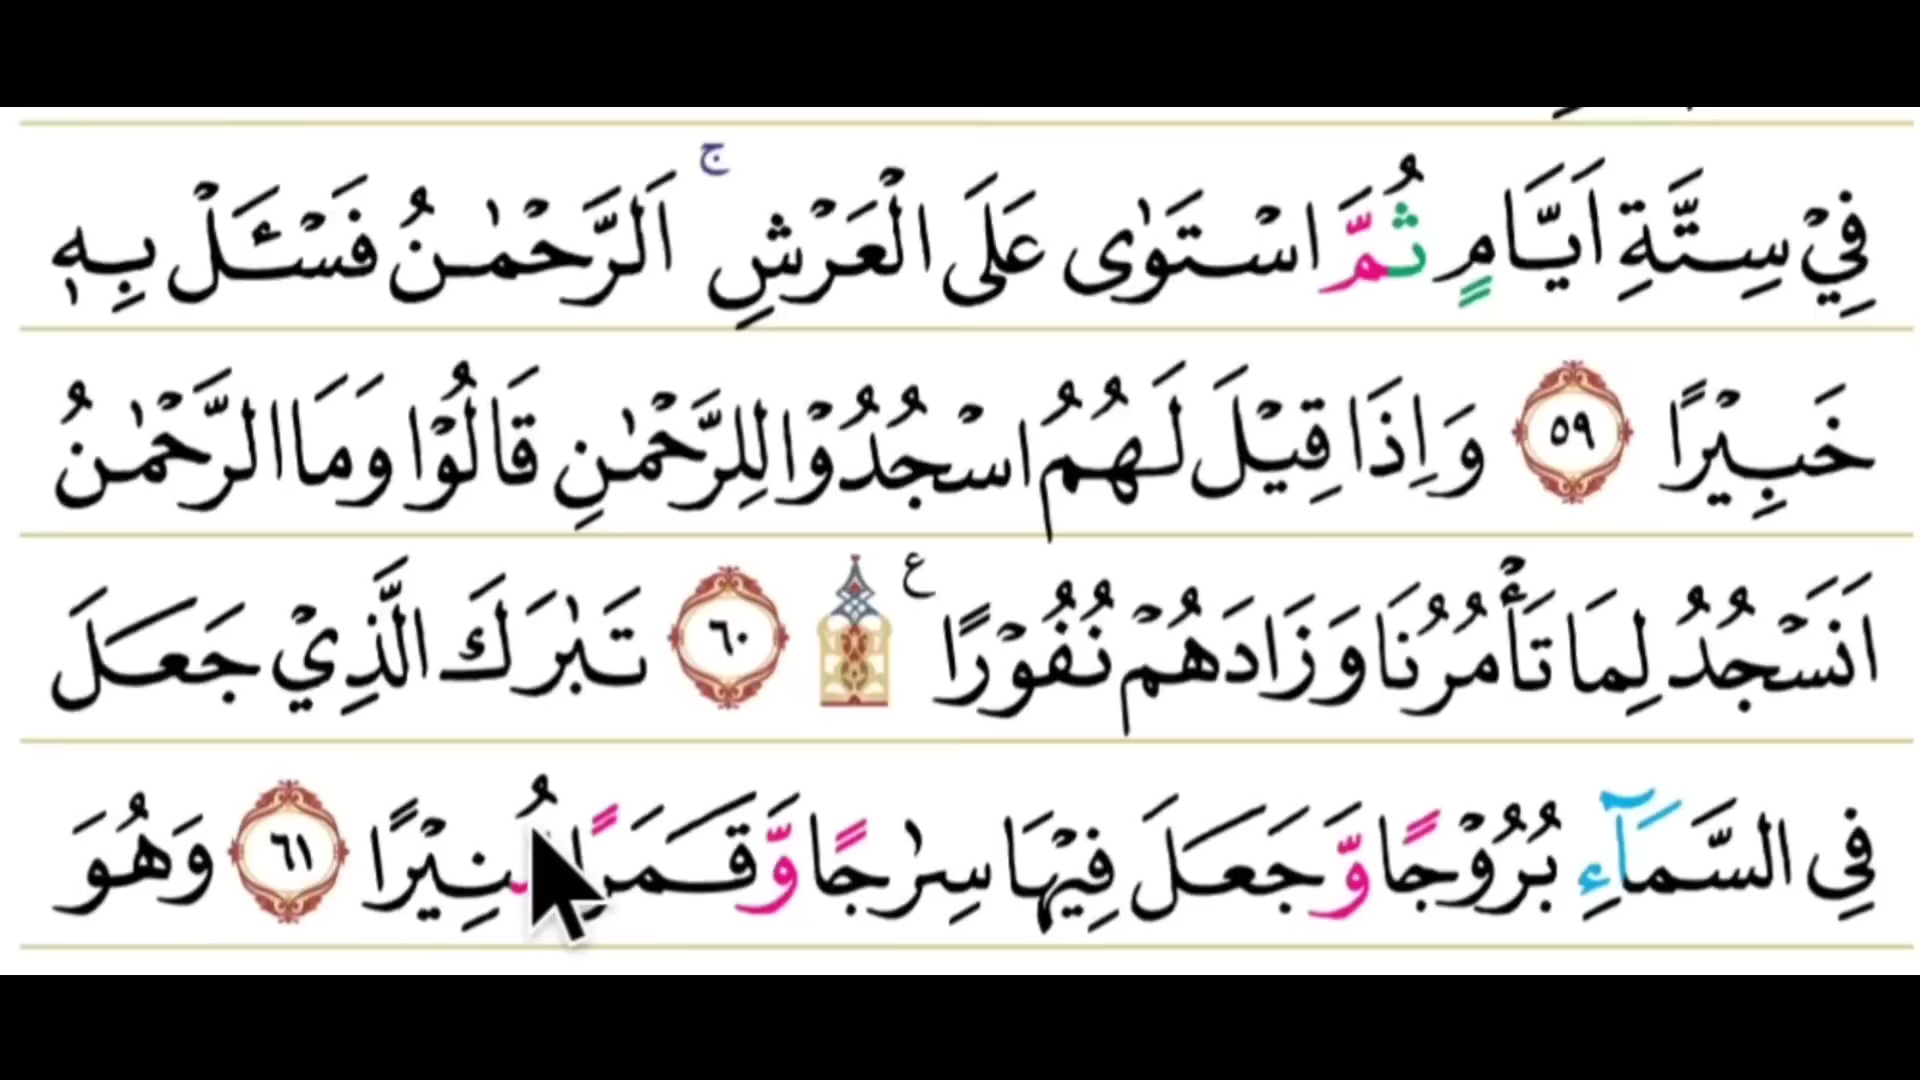 فِيْ سِتَّةِ اَيَّامٍ ثُمَّ اسْتَوٰى عَلَى الْعَرْشِ ۚ اَلرَّحْمٰنُ فَسْـَٔلْ بِهٖ
خَبِيْرًا ٥٩ وَاِذَا قِيْلَ لَهُمُ اسْجُدُوْا لِلرَّحْمٰنِ قَالُوْا وَمَا الرَّحْمٰنُ
اَنَسْجُدُ لِمَا تَأْمُرُنَا وَزَادَهُمْ نُفُوْرًا ع ٦٠ تَبٰرَكَ الَّذِيْ جَعَلَ
فِى السَّمَآءِ بُرُوْجًا وَّجَعَلَ فِيْهَا سِرٰجًا وَّقَمَرًا مُّنِيْرًا ٦١ وَهُوَ